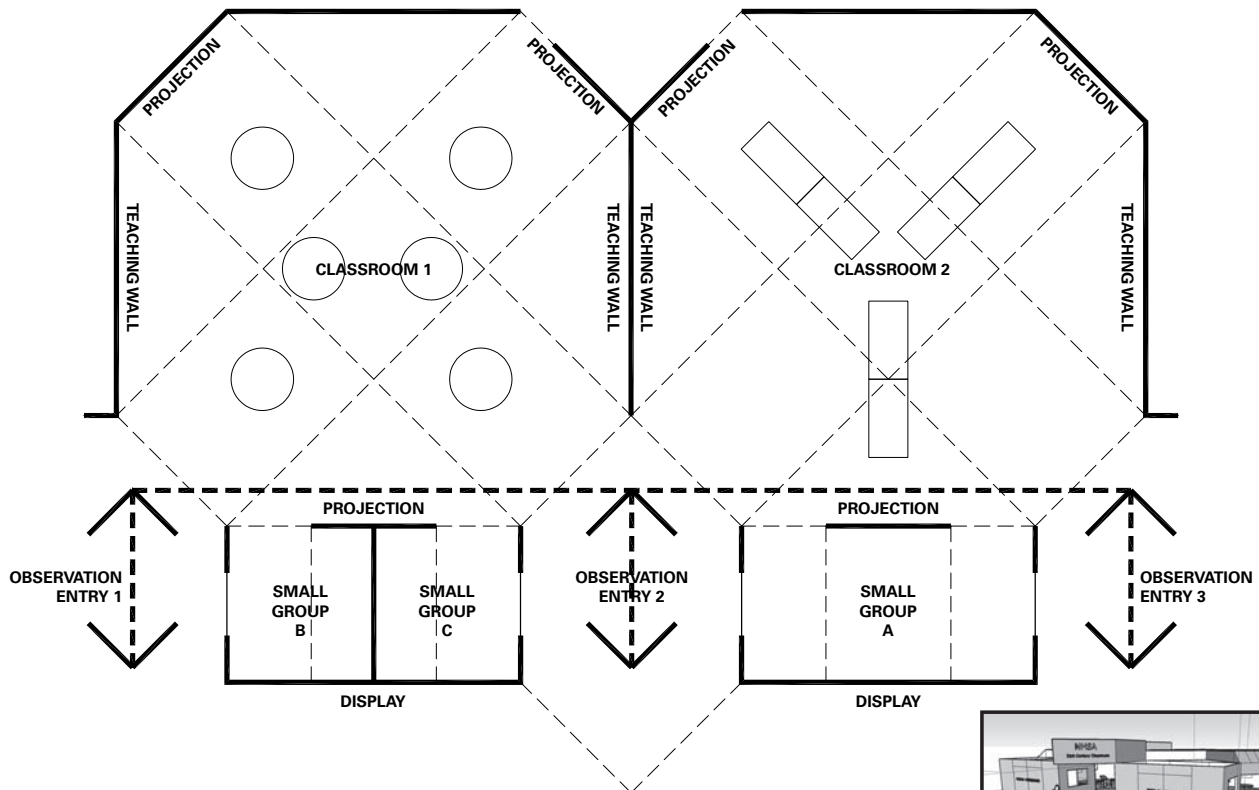 PROJECTION
PROJECTION
PROJECTION
PROJECTION
TEACHING WALL
TEACHING WALL
TEACHING WALL
TEACHING WALL
CLASSROOM 1
CLASSROOM 2
PROJECTION
PROJECTION
OBSERVATION
ENTRY 1
SMALL
GROUP
B
SMALL
GROUP
C
OBSERVATION
ENTRY 2
SMALL
GROUP
A
OBSERVATION
ENTRY 3
DISPLAY
DISPLAY
NHSA